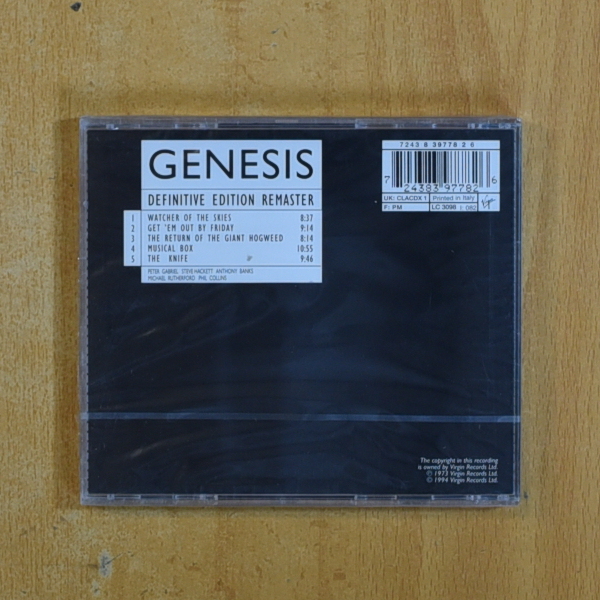 GENESIS
DEFINITIVE EDITION REMASTER
1 WATCHER OF THE SKIES 8:37
2 GET 'EM OUT BY FRIDAY 9:14
3 THE RETURN OF THE GIANT HOGWEED 8:14
4 MUSICAL BOX 10:55
5 THE KNIFE 9:46
PETER GABRIEL STEVE HACKETT ANTHONY BANKS
MICHAEL RUTHERFORD PHIL COLLINS
7243 8 39778 2 6
7 24383 97782 6
UK: CLACDX 1 Printed in Italy
F: PM LC 3098 I: 082 Virgin
The copyright in this recording
is owned by Virgin Records Ltd.
℗ 1973 Virgin Records Ltd.
© 1994 Virgin Records Ltd.